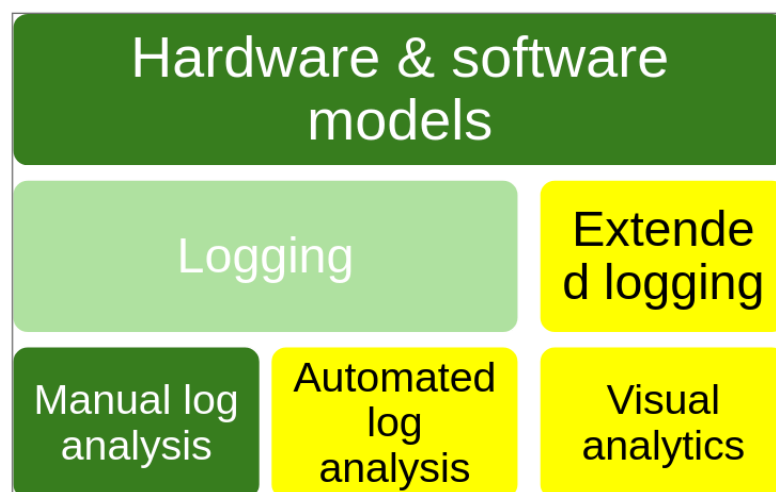 Hardware & software
models
Logging
Extende
d logging
Manual log
analysis
Automated
log
analysis
Visual
analytics